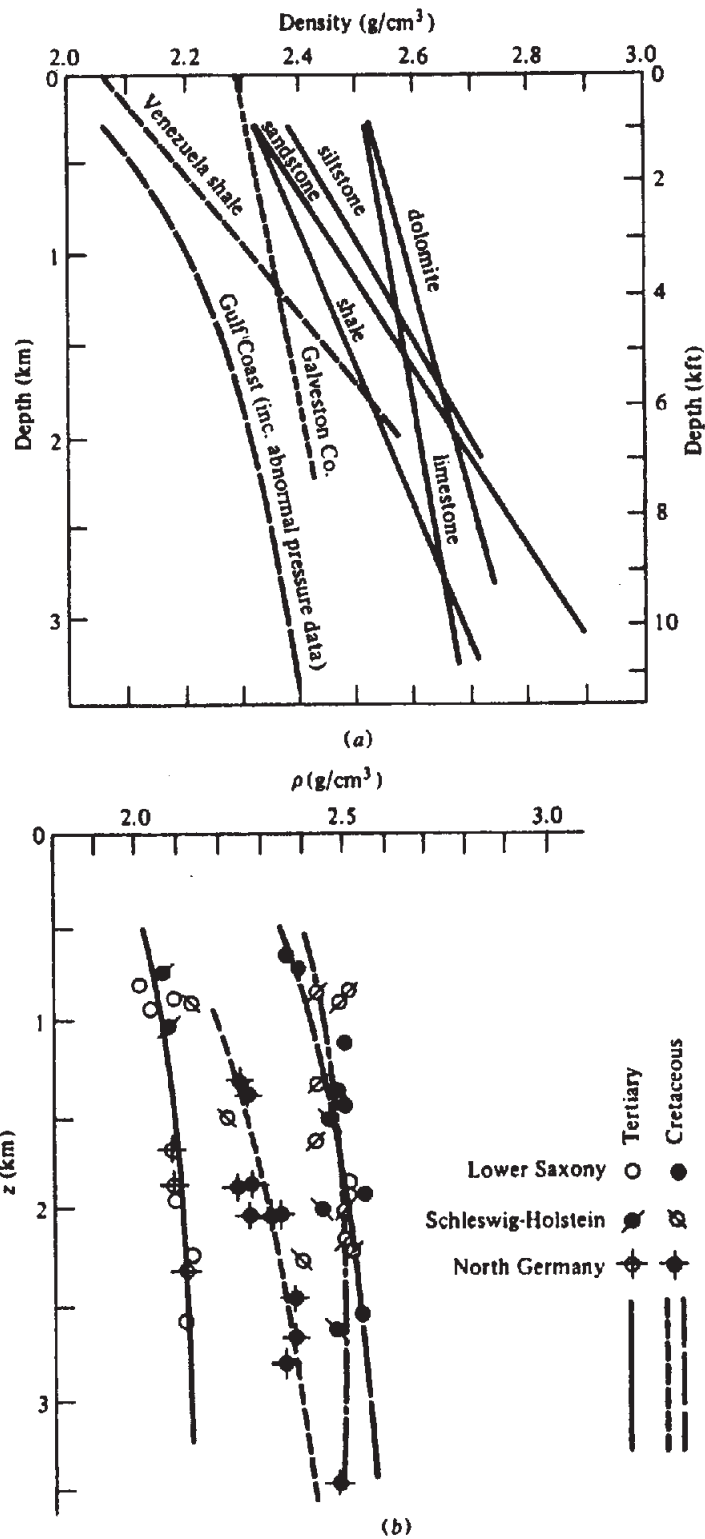 Density (g/cm³)
2.0 2.2 2.4 2.6 2.8 3.0
0 0
Venezuela shale
sandstone
siltstone
dolomite
2
1
Gulf Coast (inc. abnormal pressure data)
Galveston Co.
shale
4
Depth (km)
Depth (kft)
6
2
limestone
8
3 10
(a)
ρ (g/cm³)
2.0 2.5 3.0
0
1
z (km)
Tertiary
Cretaceous
Lower Saxony
2
Schleswig-Holstein
North Germany
3
(b)